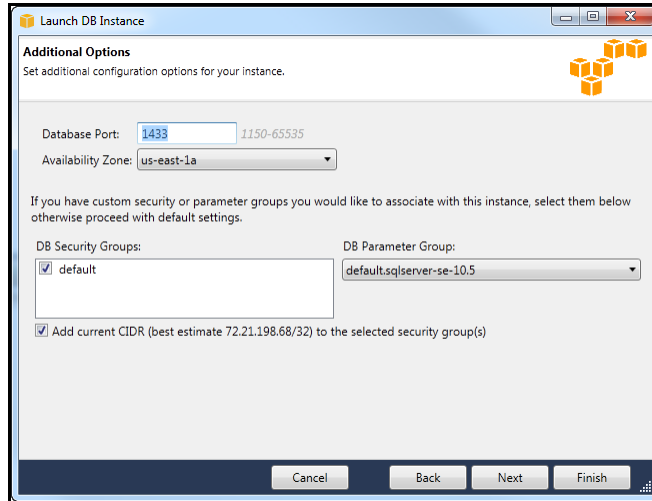 Launch DB Instance
Additional Options
Set additional configuration options for your instance.
Database Port: 1433 1150-65535
Availability Zone: us-east-1a
If you have custom security or parameter groups you would like to associate with this instance, select them below
otherwise proceed with default settings.
DB Security Groups: DB Parameter Group:
default default.sqlserver-se-10.5
Add current CIDR (best estimate 72.21.198.68/32) to the selected security group(s)
Cancel Back Next Finish